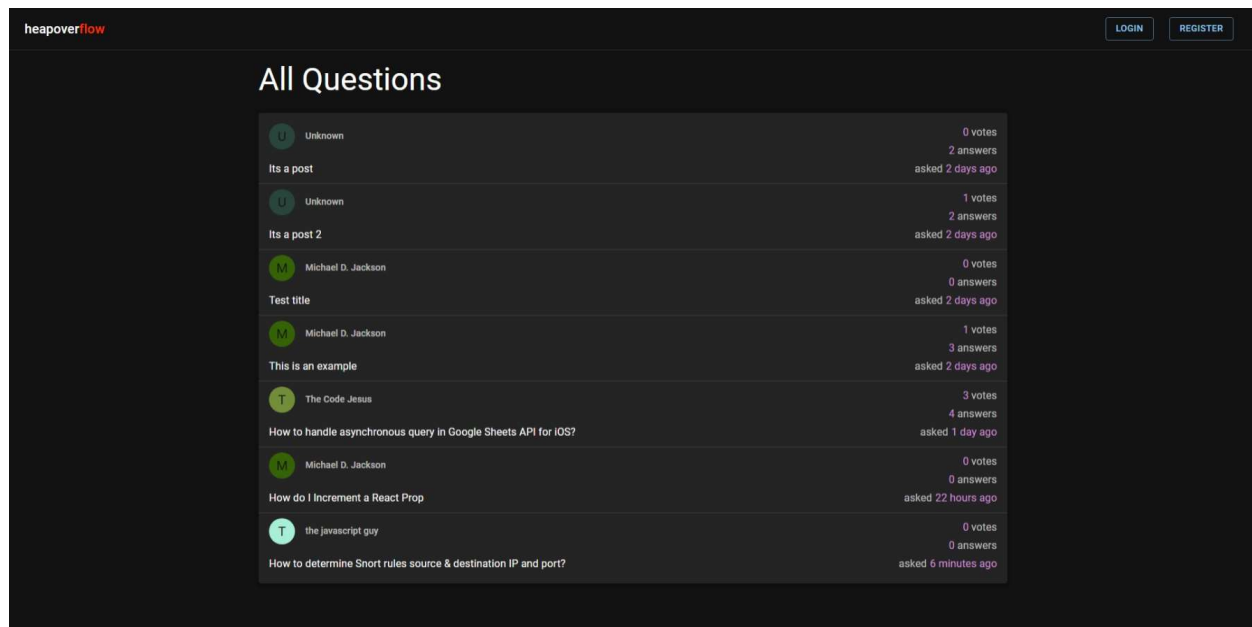 heapoverflow LOGIN REGISTER
All Questions
U Unknown 0 votes
2 answers
Its a post asked 2 days ago
U Unknown 1 votes
2 answers
Its a post 2 asked 2 days ago
M Michael D. Jackson 0 votes
0 answers
Test title asked 2 days ago
M Michael D. Jackson 1 votes
3 answers
This is an example asked 2 days ago
T The Code Jesus 3 votes
4 answers
How to handle asynchronous query in Google Sheets API for iOS? asked 1 day ago
M Michael D. Jackson 0 votes
0 answers
How do I Increment a React Prop asked 22 hours ago
T the javascript guy 0 votes
0 answers
How to determine Snort rules source & destination IP and port? asked 6 minutes ago